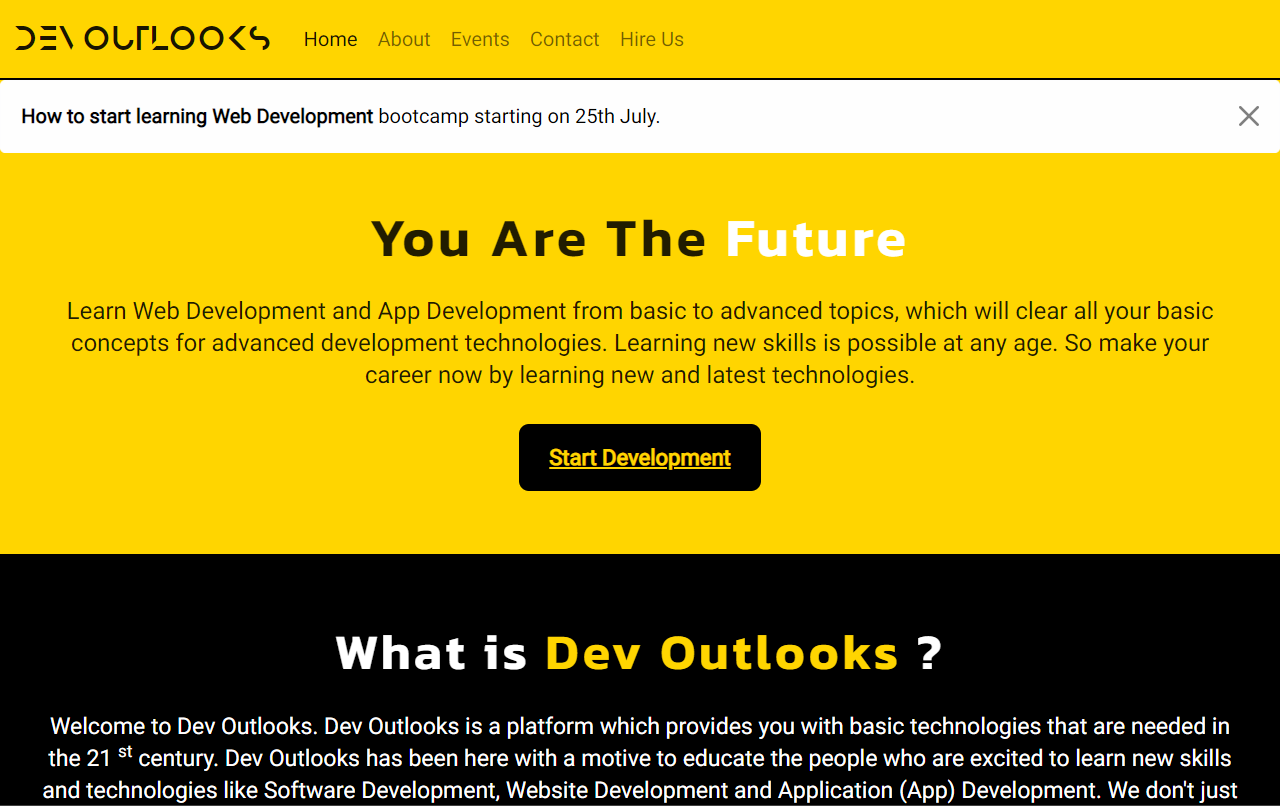 DEV OUTLOOKS Home About Events Contact Hire Us
How to start learning Web Development bootcamp starting on 25th July.
You Are The Future
Learn Web Development and App Development from basic to advanced topics, which will clear all your basic
concepts for advanced development technologies. Learning new skills is possible at any age. So make your
career now by learning new and latest technologies.
Start Development
What is Dev Outlooks ?
Welcome to Dev Outlooks. Dev Outlooks is a platform which provides you with basic technologies that are needed in
the 21 st century. Dev Outlooks has been here with a motive to educate the people who are excited to learn new skills
and technologies like Software Development, Website Development and Application (App) Development. We don't just